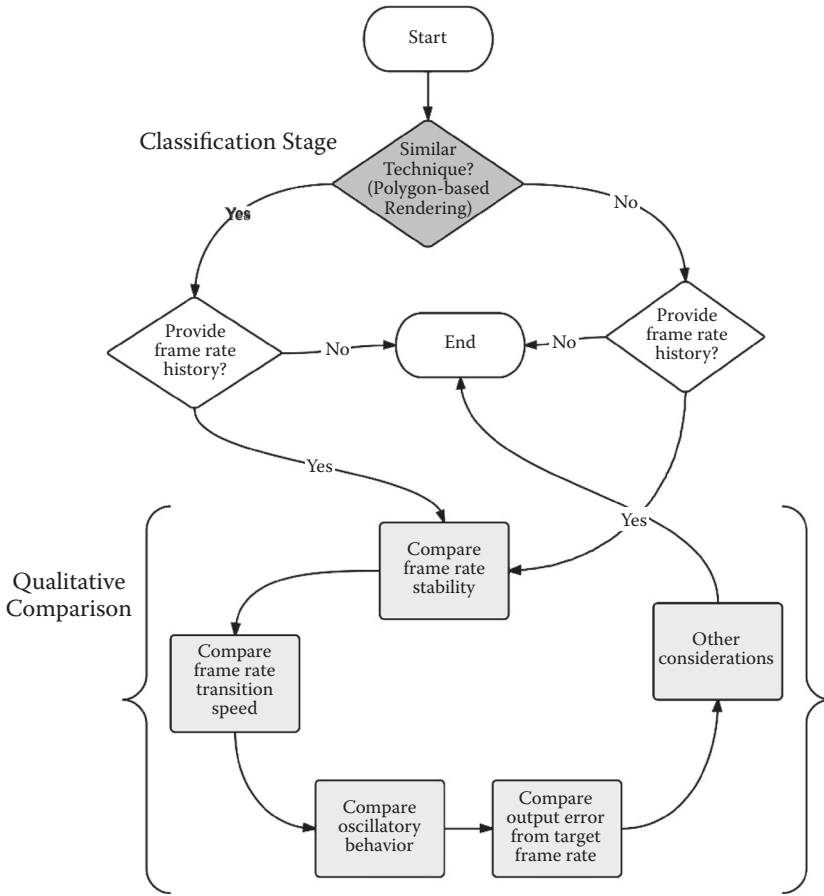 Start
Classification Stage
Similar
Technique?
(Polygon-based
Rendering)
Yes
No
Provide
frame rate
history?
No
End
No
Provide
frame rate
history?
Yes
Yes
Qualitative
Comparison
Compare
frame rate
stability
Compare
frame rate
transition
speed
Other
considerations
Compare
oscillatory
behavior
Compare
output error
from target
frame rate